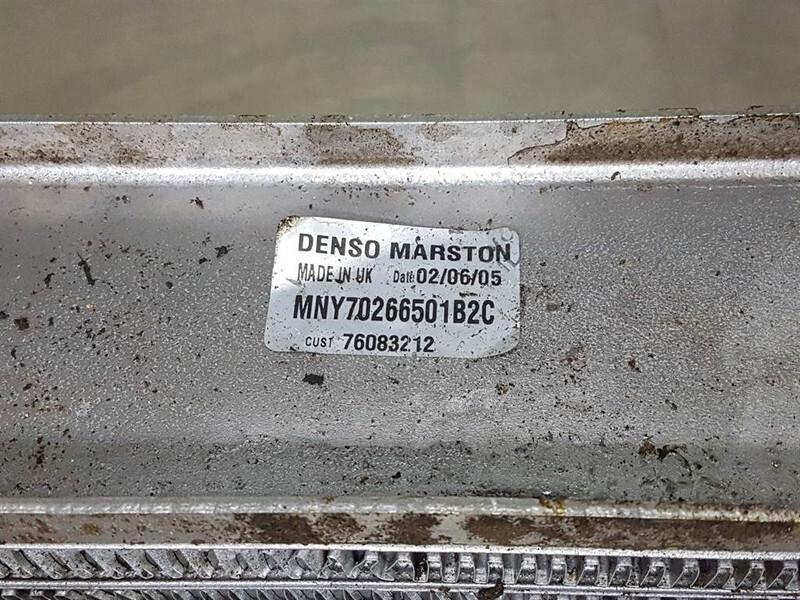 DENSO MARSTON
MADE IN UK Date 02/06/05
MNY70266501B2C
CUST 76083212